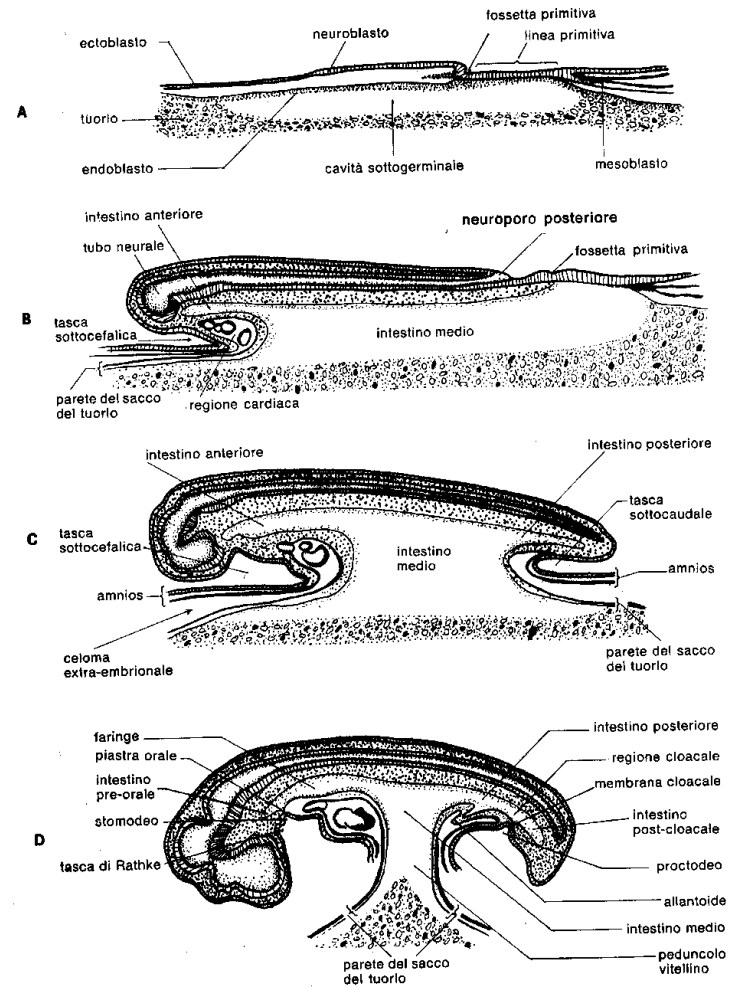 fossetta primitiva
ectoblasto
neuroblasto
linea primitiva
A
tuorlo
endoblasto
cavità sottogerminale
mesoblasto
intestino anteriore
neuroporo posteriore
tubo neurale
fossetta primitiva
B
tasca
sottocefalica
intestino medio
parete del sacco
del tuorlo
regione cardiaca
intestino anteriore
intestino posteriore
tasca
sottocaudale
C
tasca
sottocefalica
intestino
medio
amnios
amnios
celoma
extra-embrionale
parete del sacco
del tuorlo
faringe
piastra orale
intestino
pre-orale
stomodeo
D
tasca di Rathke
intestino posteriore
regione cloacale
membrana cloacale
intestino
post-cloacale
proctodeo
allantoide
intestino medio
peduncolo
vitellino
parete del sacco
del tuorlo